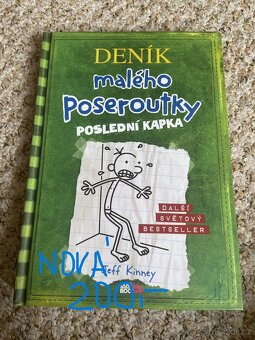 DENÍK
malého
Poseroutky
POSLEDNÍ KAPKA
DALŠÍ
SVĚTOVÝ
BESTSELLER
NOVÁ
Jeff Kinney
200,-